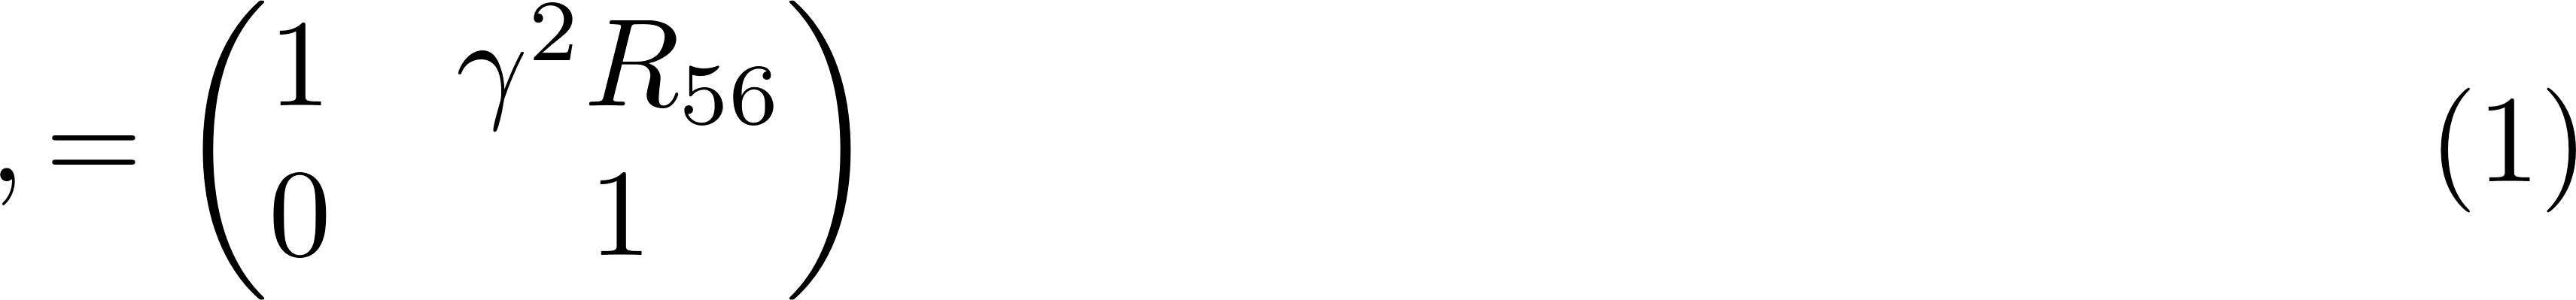 , = ( 1 γ²R₅₆ 
0 1 ) (1)